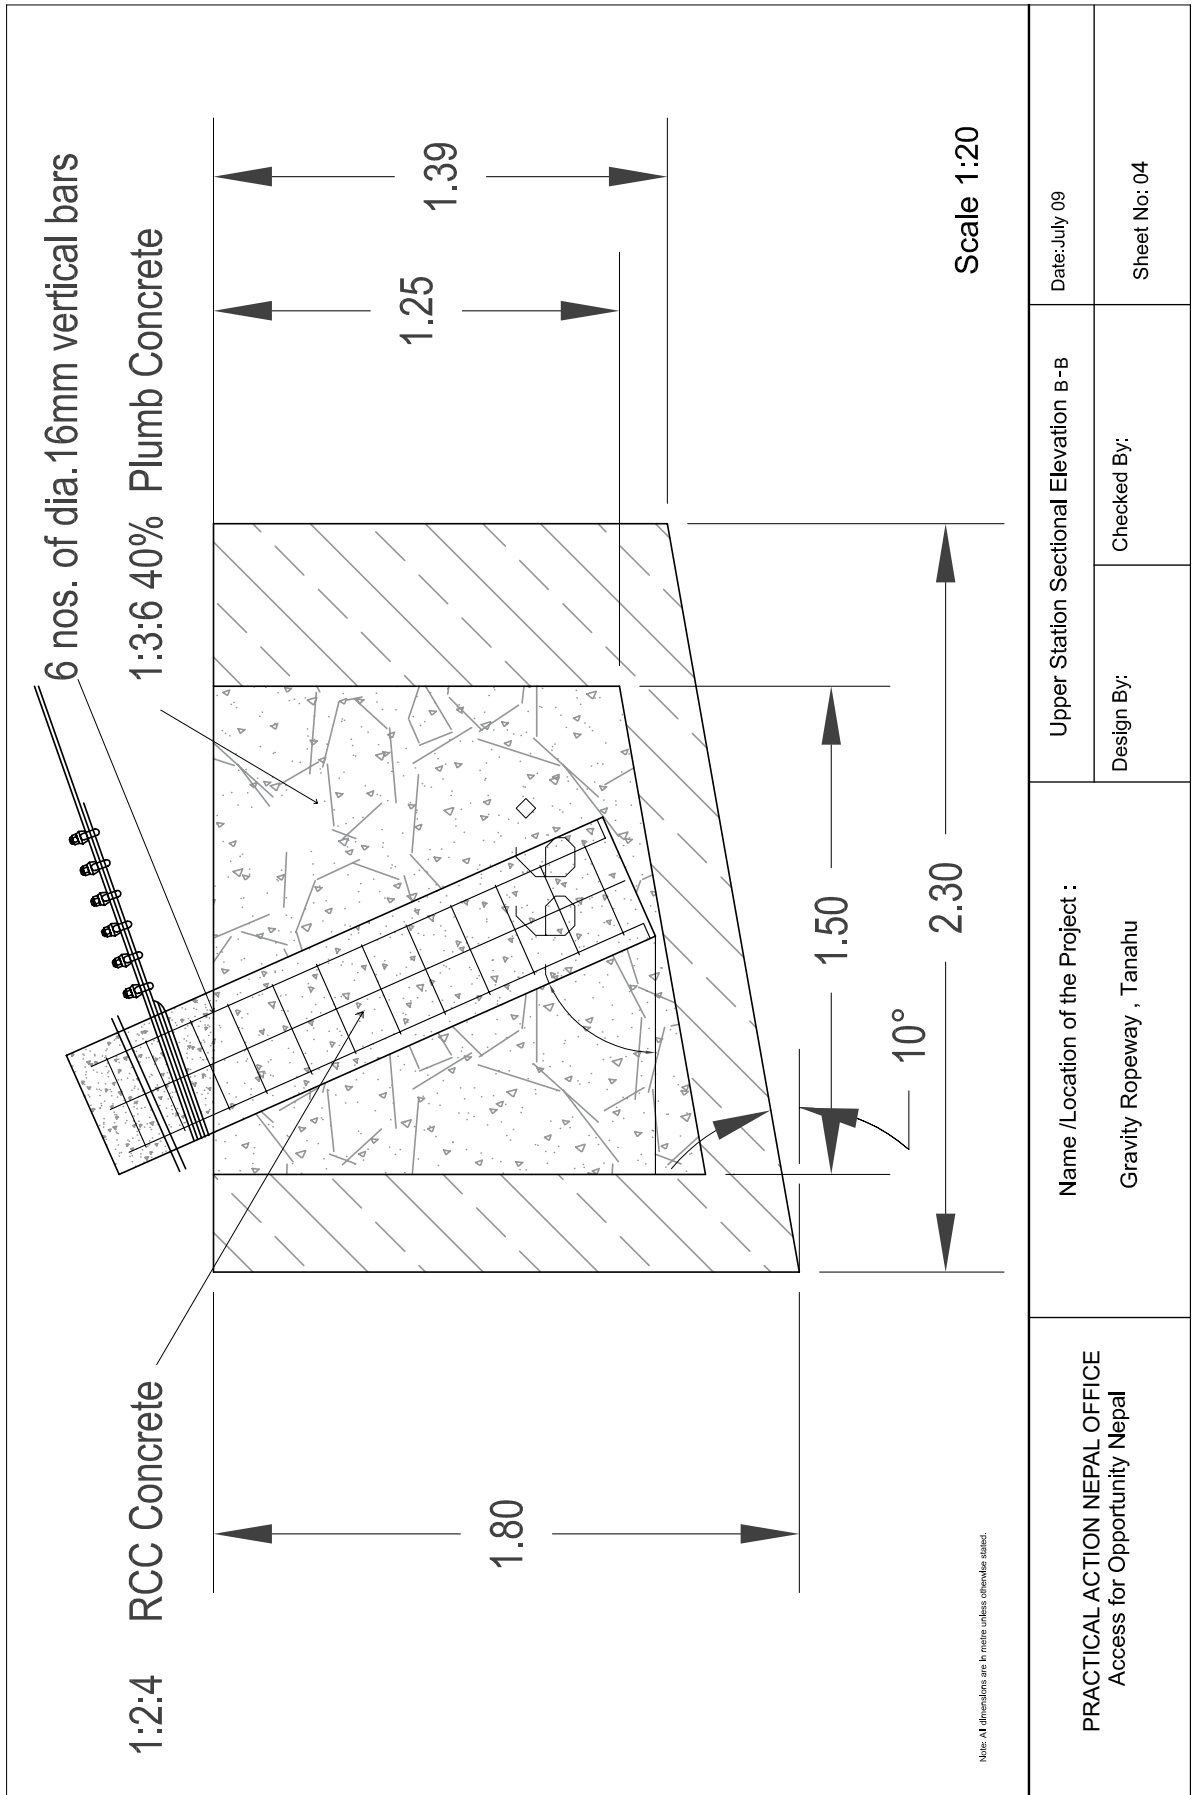 6 nos. of dia.16mm vertical bars
1:2:4 RCC Concrete
1:3:6 40% Plumb Concrete
1.80
1.39
1.25
1.50
10°
2.30
Scale 1:20
Note: All dimensions are in metre unless otherwise stated.
PRACTICAL ACTION NEPAL OFFICE
Access for Opportunity Nepal
Name /Location of the Project :
Gravity Ropeway , Tanahu
Upper Station Sectional Elevation B-B
Design By:
Checked By:
Date:July 09
Sheet No: 04